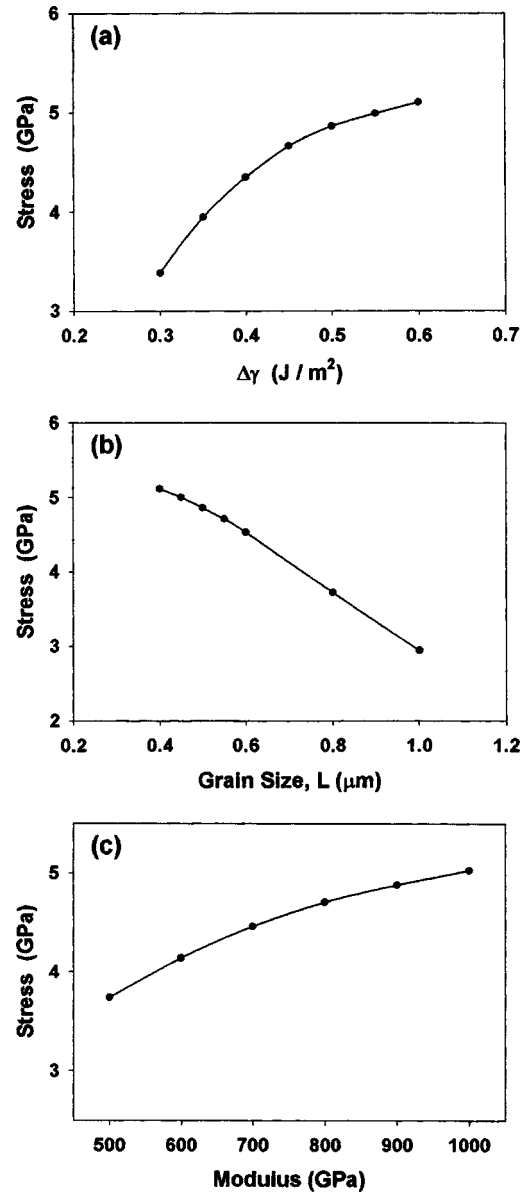 (a)
6
5
4
3
Stress (GPa)
0.2 0.3 0.4 0.5 0.6 0.7
Δγ (J / m²)
(b)
6
5
4
3
2
Stress (GPa)
0.2 0.4 0.6 0.8 1.0 1.2
Grain Size, L (μm)
(c)
5
4
3
Stress (GPa)
500 600 700 800 900 1000
Modulus (GPa)